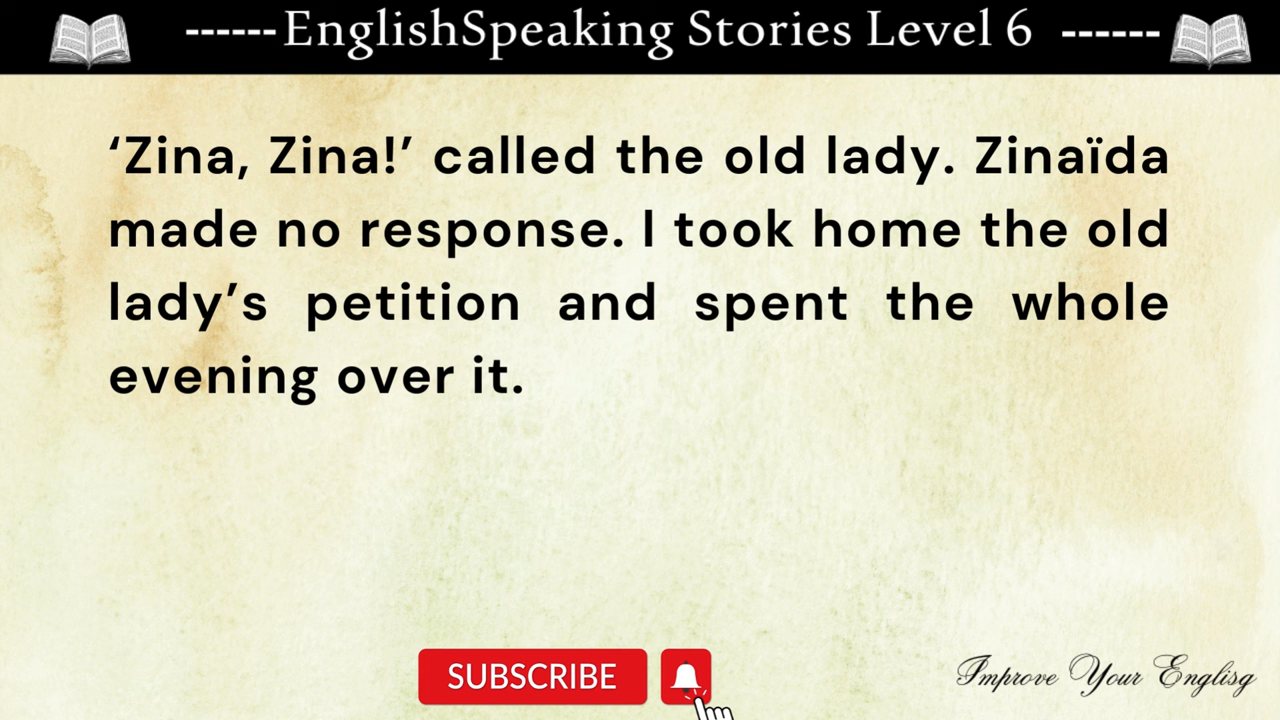 ------EnglishSpeaking Stories Level 6 ------
‘Zina, Zina!’ called the old lady. Zinaïda
made no response. I took home the old
lady’s petition and spent the whole
evening over it.
SUBSCRIBE
Improve Your Englisg